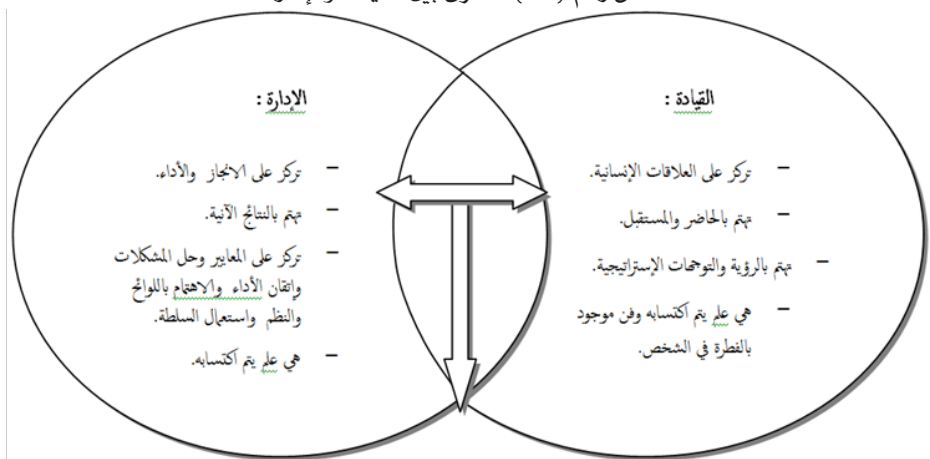 القيادة :
– تركز على العلاقات الإنسانية.
– تهتم بالحاضر والمستقبل.
– تهتم بالرؤية والتوجهات الإستراتيجية.
– هي علم يتم اكتسابه وفن موجود
بالفطرة في الشخص.
الإدارة :
– تركز على الانجاز والأداء.
– تهتم بالنتائج الآنية.
– تركز على المعايير وحل المشكلات
وإتقان الأداء والاهتمام باللوائح
والنظم واستعمال السلطة.
– هي علم يتم اكتسابه.